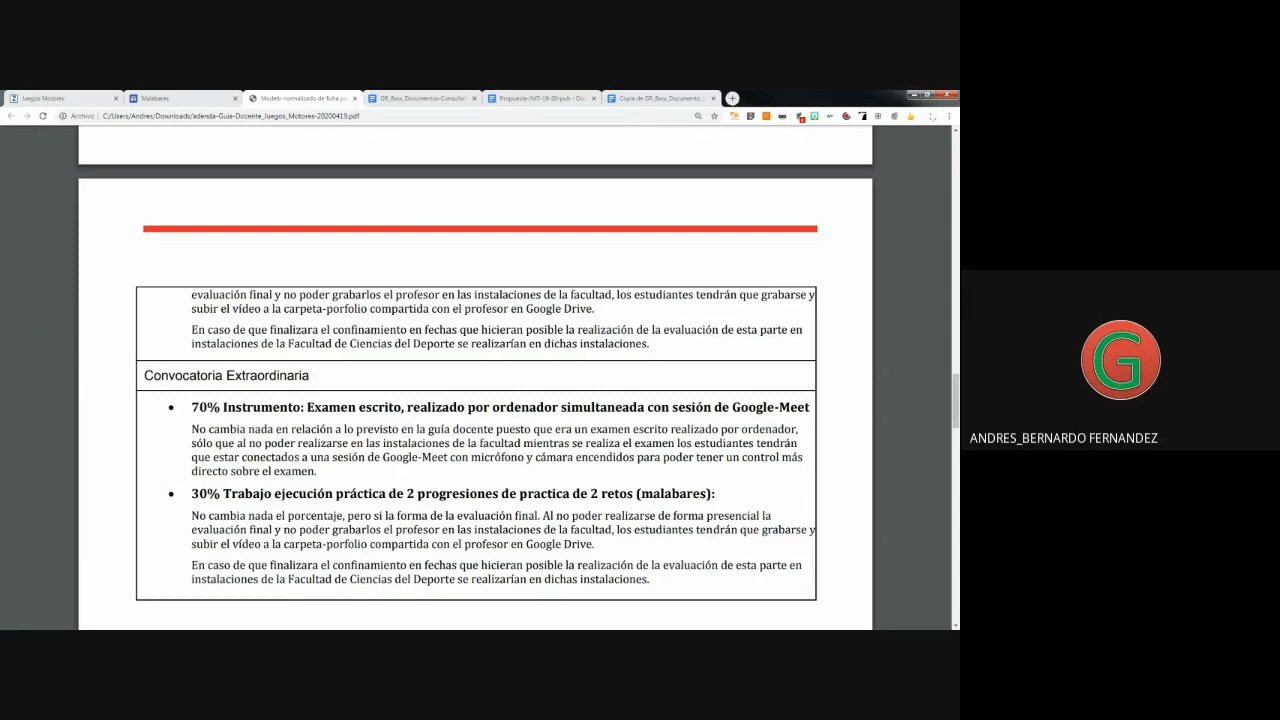 Juegos Motores
Malabares
Modelo normalizado de ficha pa
GR_Bxxx_Documentos-Consultor
Propuesta-JMT-19-20-pub - Doc
Copia de GR_Bxxx_Documento_
Archivo | C:/Users/Andres/Downloads/adenda-Guia-Docente_Juegos_Motores-20200419.pdf
evaluación final y no poder grabarlos el profesor en las instalaciones de la facultad, los estudiantes tendrán que grabarse y
subir el vídeo a la carpeta-porfolio compartida con el profesor en Google Drive.
En caso de que finalizara el confinamiento en fechas que hicieran posible la realización de la evaluación de esta parte en
instalaciones de la Facultad de Ciencias del Deporte se realizarían en dichas instalaciones.
Convocatoria Extraordinaria
• 70% Instrumento: Examen escrito, realizado por ordenador simultaneada con sesión de Google-Meet
No cambia nada en relación a lo previsto en la guía docente puesto que era un examen escrito realizado por ordenador,
sólo que al no poder realizarse en las instalaciones de la facultad mientras se realiza el examen los estudiantes tendrán
que estar conectados a una sesión de Google-Meet con micrófono y cámara encendidos para poder tener un control más
directo sobre el examen.
• 30% Trabajo ejecución práctica de 2 progresiones de practica de 2 retos (malabares):
No cambia nada el porcentaje, pero si la forma de la evaluación final. Al no poder realizarse de forma presencial la
evaluación final y no poder grabarlos el profesor en las instalaciones de la facultad, los estudiantes tendrán que grabarse y
subir el vídeo a la carpeta-porfolio compartida con el profesor en Google Drive.
En caso de que finalizara el confinamiento en fechas que hicieran posible la realización de la evaluación de esta parte en
instalaciones de la Facultad de Ciencias del Deporte se realizarían en dichas instalaciones.
G
ANDRES_BERNARDO FERNANDEZ